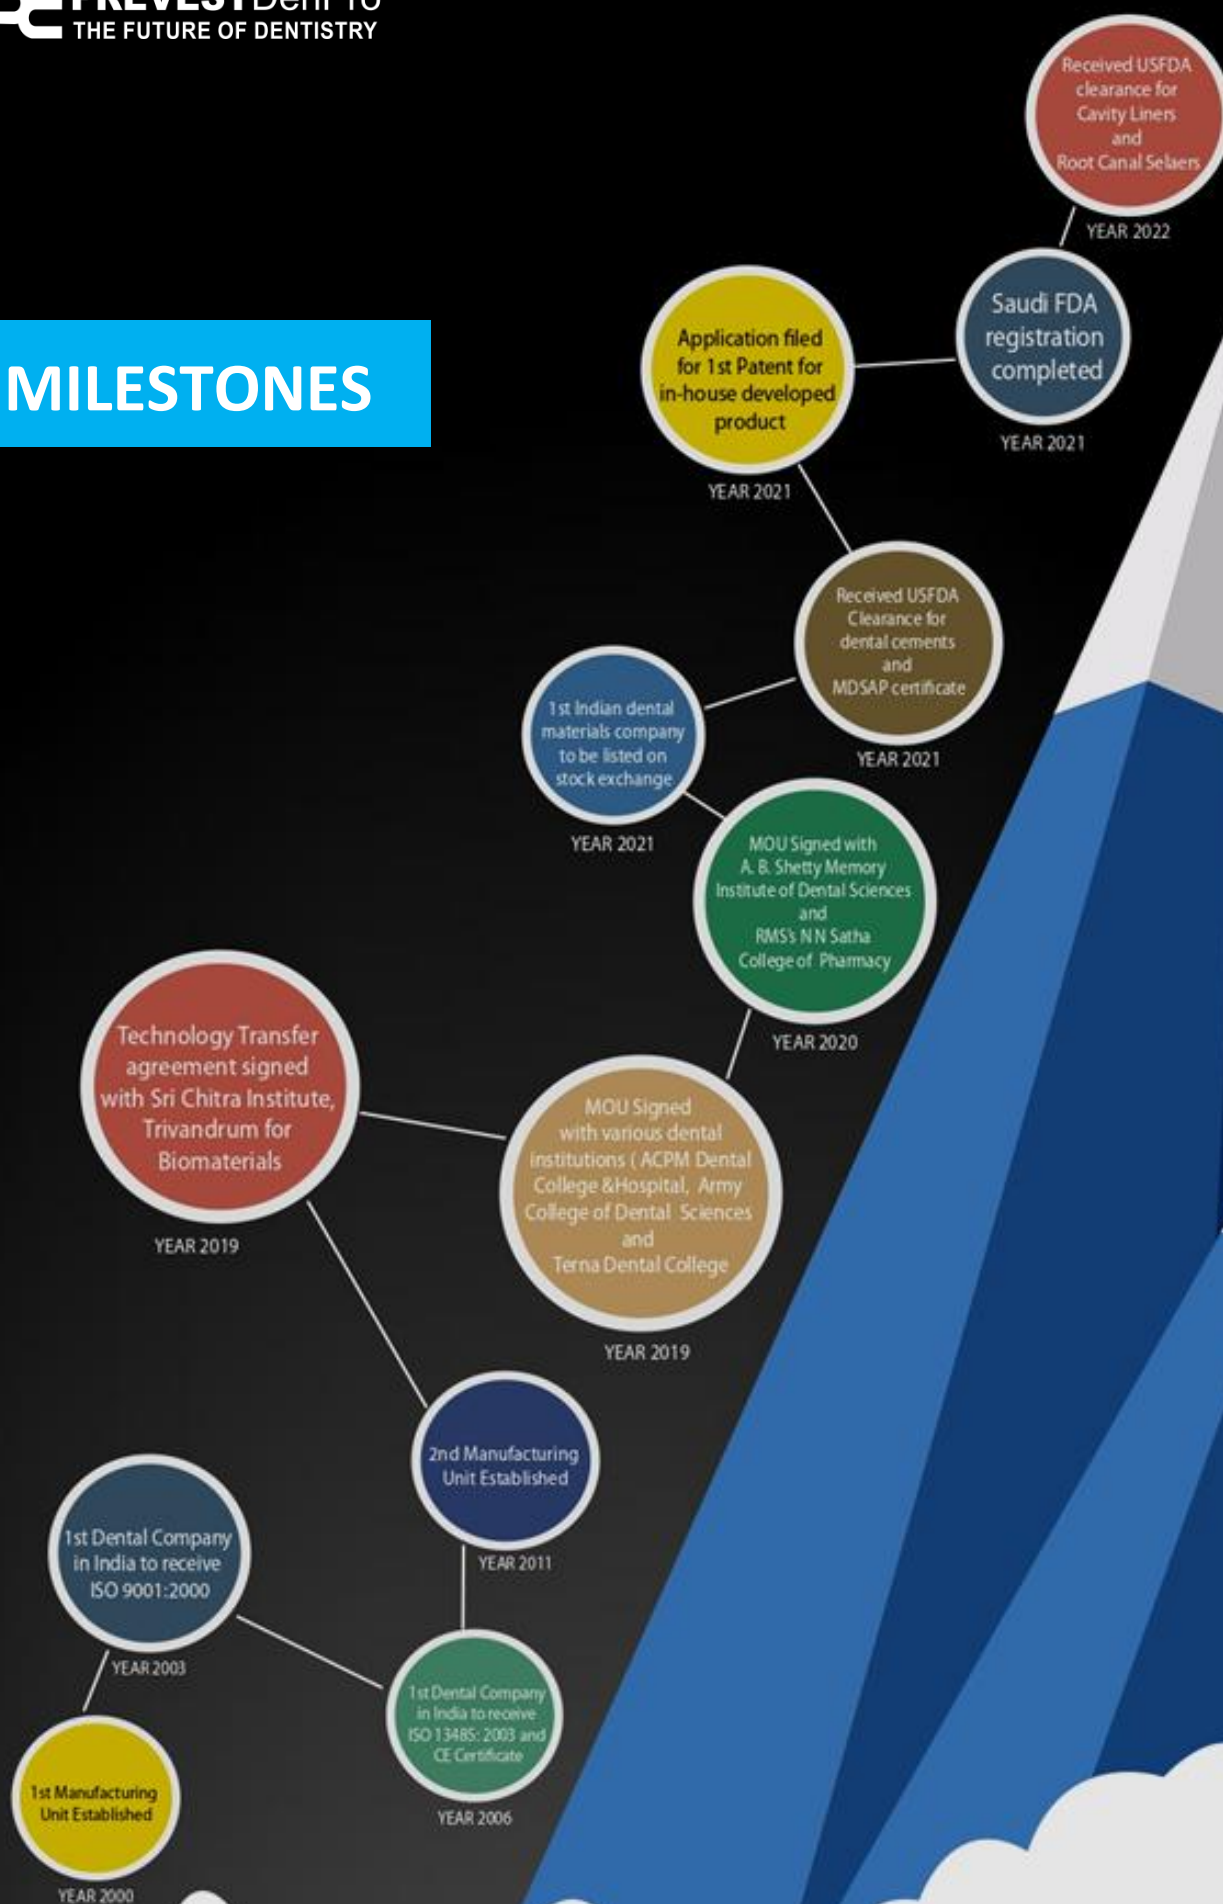 PREVEST DenPro
THE FUTURE OF DENTISTRY
Received USFDA
clearance for
Cavity Liners
and
Root Canal Selaers
YEAR 2022
Saudi FDA
registration
completed
YEAR 2021
MILESTONES
Application filed
for 1st Patent for
in-house developed
product
YEAR 2021
Received USFDA
Clearance for
dental cements
and
MDSAP certificate
YEAR 2021
1st Indian dental
materials company
to be listed on
stock exchange
YEAR 2021
MOU Signed with
A. B. Shetty Memory
Institute of Dental Sciences
and
RMS's N N Satha
College of Pharmacy
YEAR 2020
Technology Transfer
agreement signed
with Sri Chitra Institute,
Trivandrum for
Biomaterials
YEAR 2019
MOU Signed
with various dental
institutions ( ACPM Dental
College &Hospital, Army
College of Dental Sciences
and
Terna Dental College
YEAR 2019
2nd Manufacturing
Unit Established
YEAR 2011
1st Dental Company
in India to receive
ISO 9001:2000
YEAR 2003
1st Dental Company
in India to receive
ISO 13485: 2003 and
CE Certificate
YEAR 2006
1st Manufacturing
Unit Established
YEAR 2000